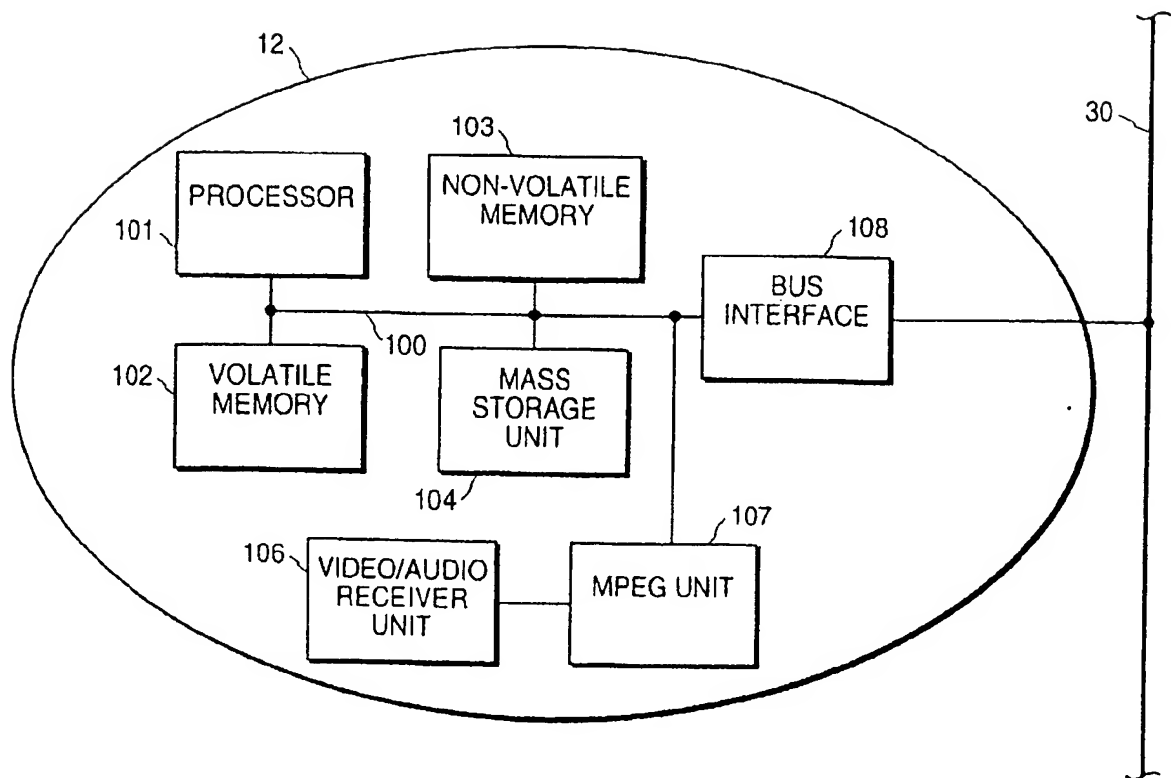 12
30
103
PROCESSOR
NON-VOLATILE
MEMORY
101
108
BUS
INTERFACE
100
102
VOLATILE
MEMORY
MASS
STORAGE
UNIT
104
107
106
VIDEO/AUDIO
RECEIVER
UNIT
MPEG UNIT